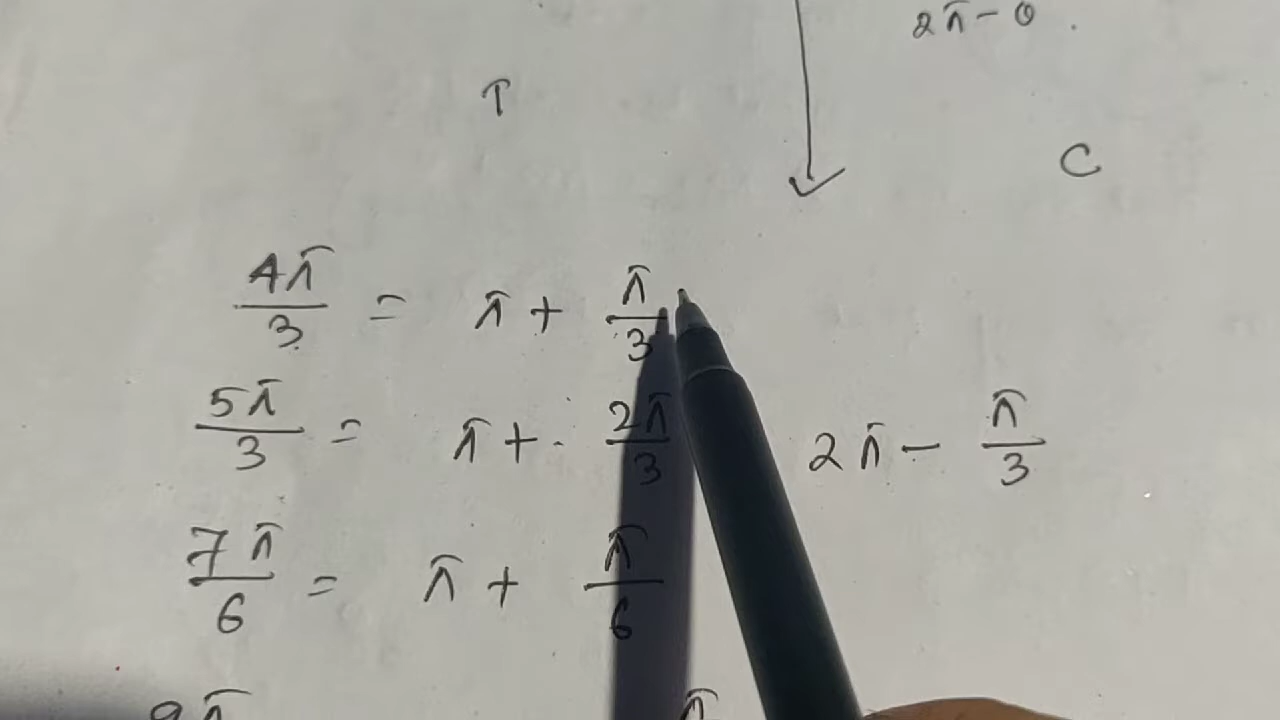 2π - θ .
T
C
4π/3 = π + π/3
5π/3 = π + 2π/3 2π - π/3
7π/6 = π + π/6
π π